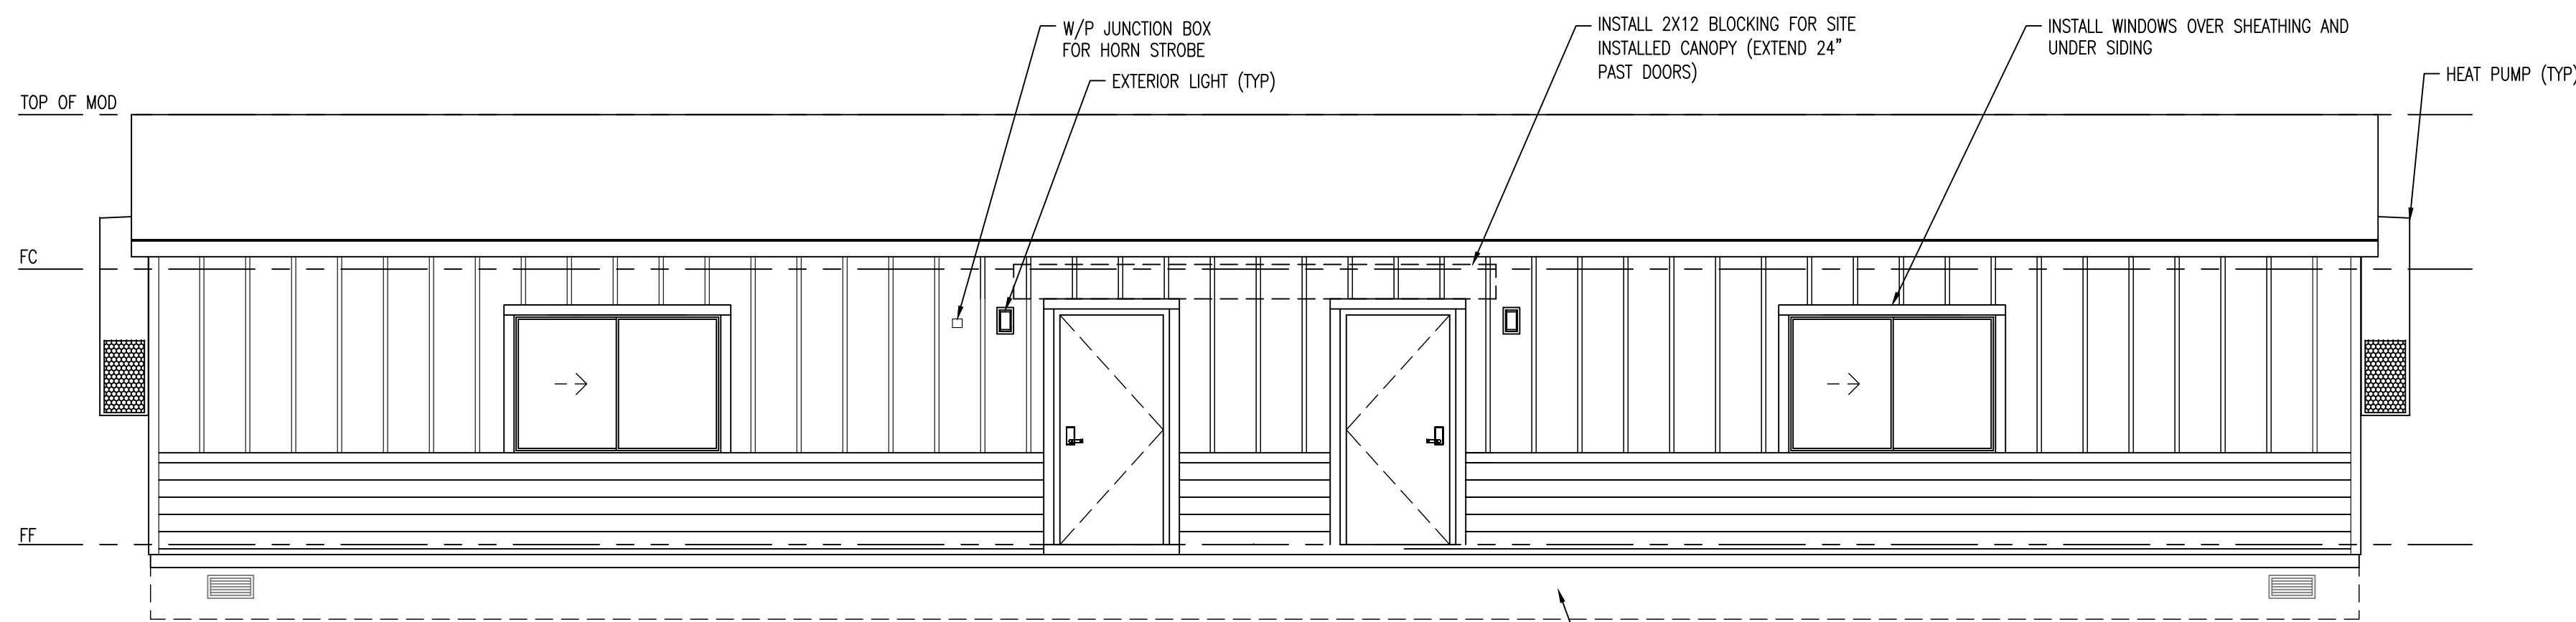 W/P JUNCTION BOX
FOR HORN STROBE
EXTERIOR LIGHT (TYP)
INSTALL 2X12 BLOCKING FOR SITE
INSTALLED CANOPY (EXTEND 24"
PAST DOORS)
INSTALL WINDOWS OVER SHEATHING AND
UNDER SIDING
HEAT PUMP (TYP)
TOP OF MOD
FC
FF